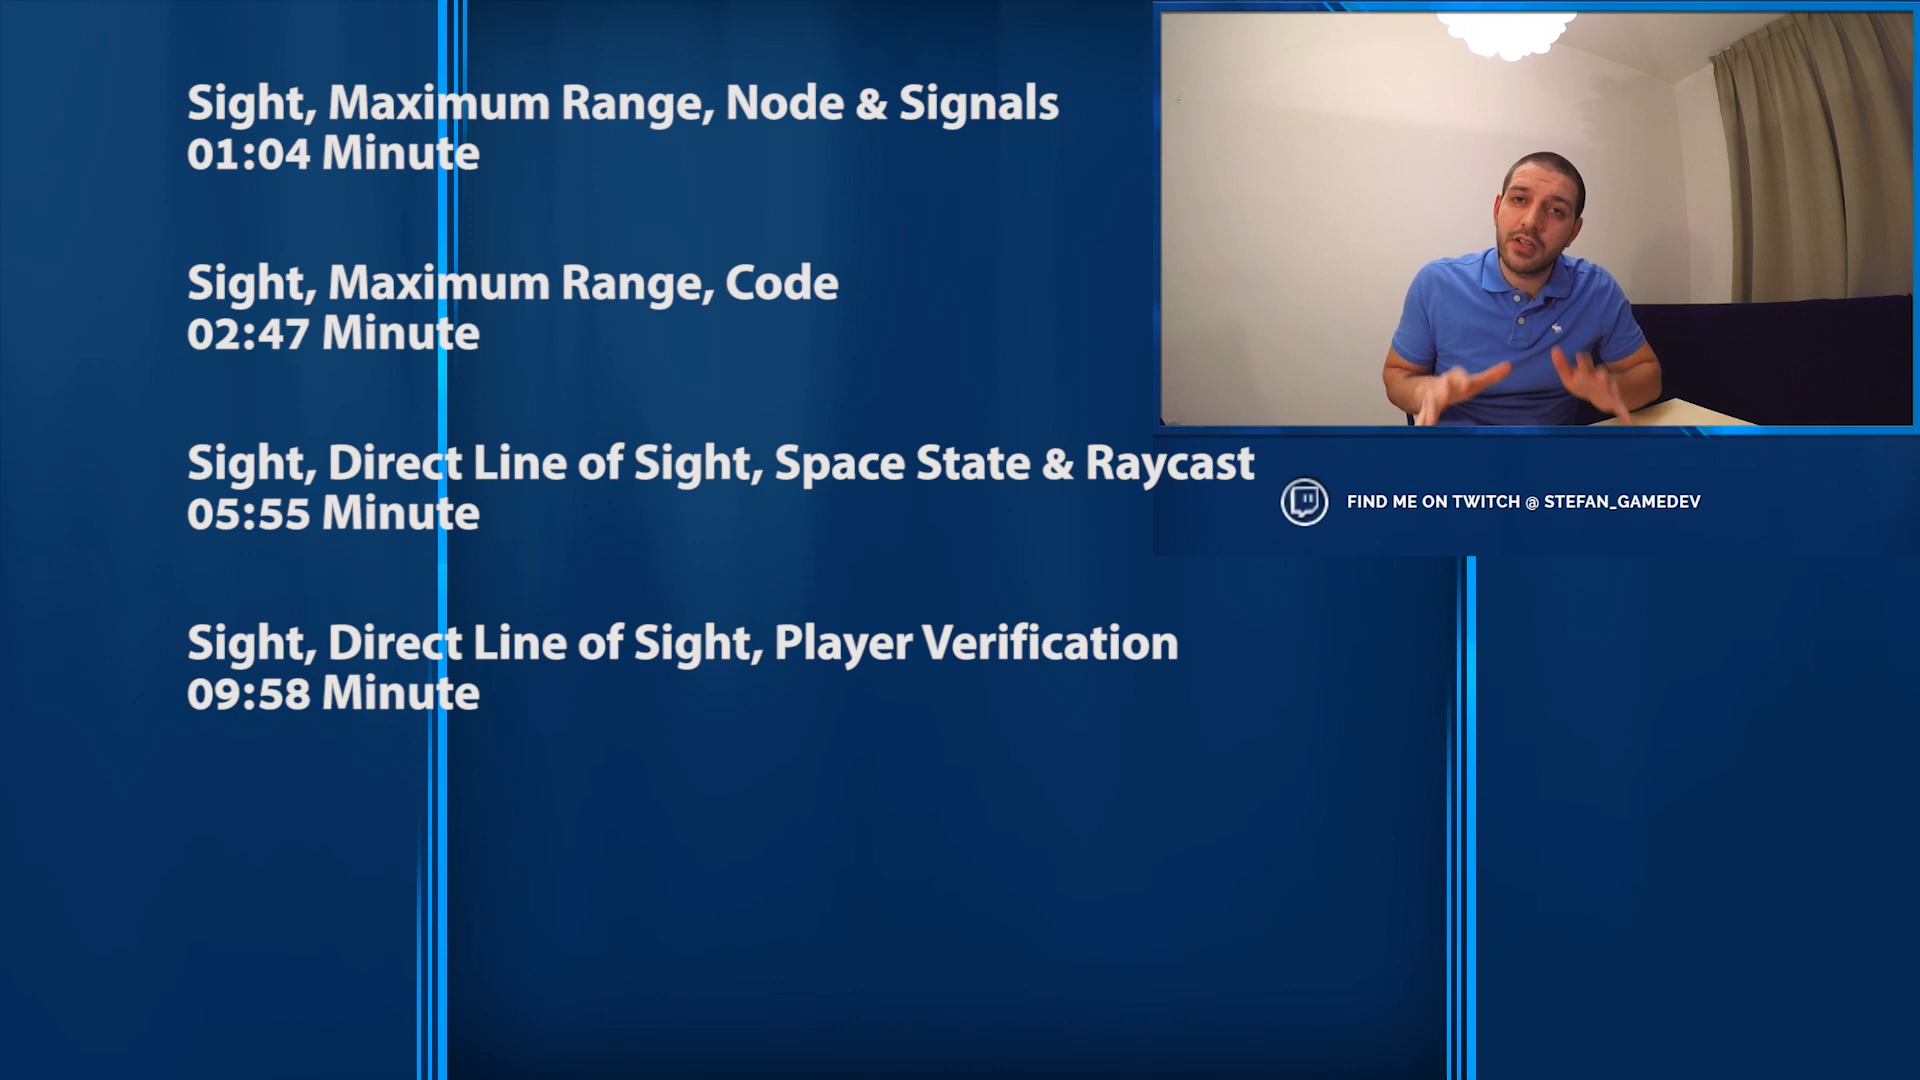 Sight, Maximum Range, Node & Signals
01:04 Minute
Sight, Maximum Range, Code
02:47 Minute
Sight, Direct Line of Sight, Space State & Raycast
05:55 Minute
Sight, Direct Line of Sight, Player Verification
09:58 Minute
FIND ME ON TWITCH @ STEFAN_GAMEDEV